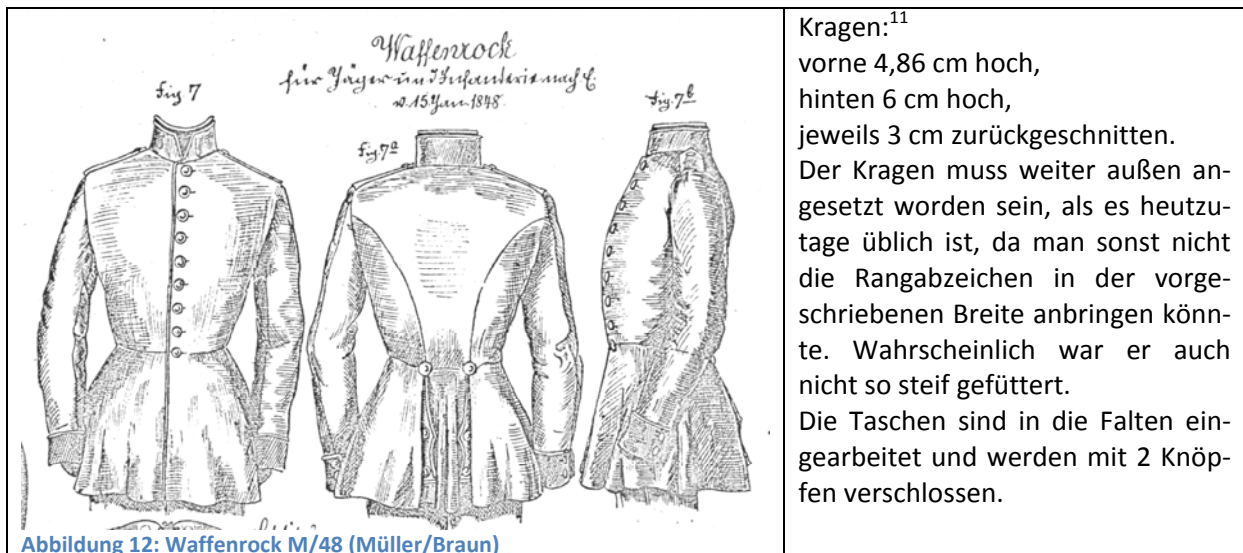 Waffenrock
für Jäger und Infanterie nach E.
v. 15. Jan. 1848.
Fig 7
Fig. 7a
Fig. 7b
Abbildung 12: Waffenrock M/48 (Müller/Braun)
Kragen:11
vorne 4,86 cm hoch,
hinten 6 cm hoch,
jeweils 3 cm zurückgeschnitten.
Der Kragen muss weiter außen an-
gesetzt worden sein, als es heutzu-
tage üblich ist, da man sonst nicht
die Rangabzeichen in der vorge-
schriebenen Breite anbringen könn-
te. Wahrscheinlich war er auch
nicht so steif gefüttert.
Die Taschen sind in die Falten ein-
gearbeitet und werden mit 2 Knöp-
fen verschlossen.